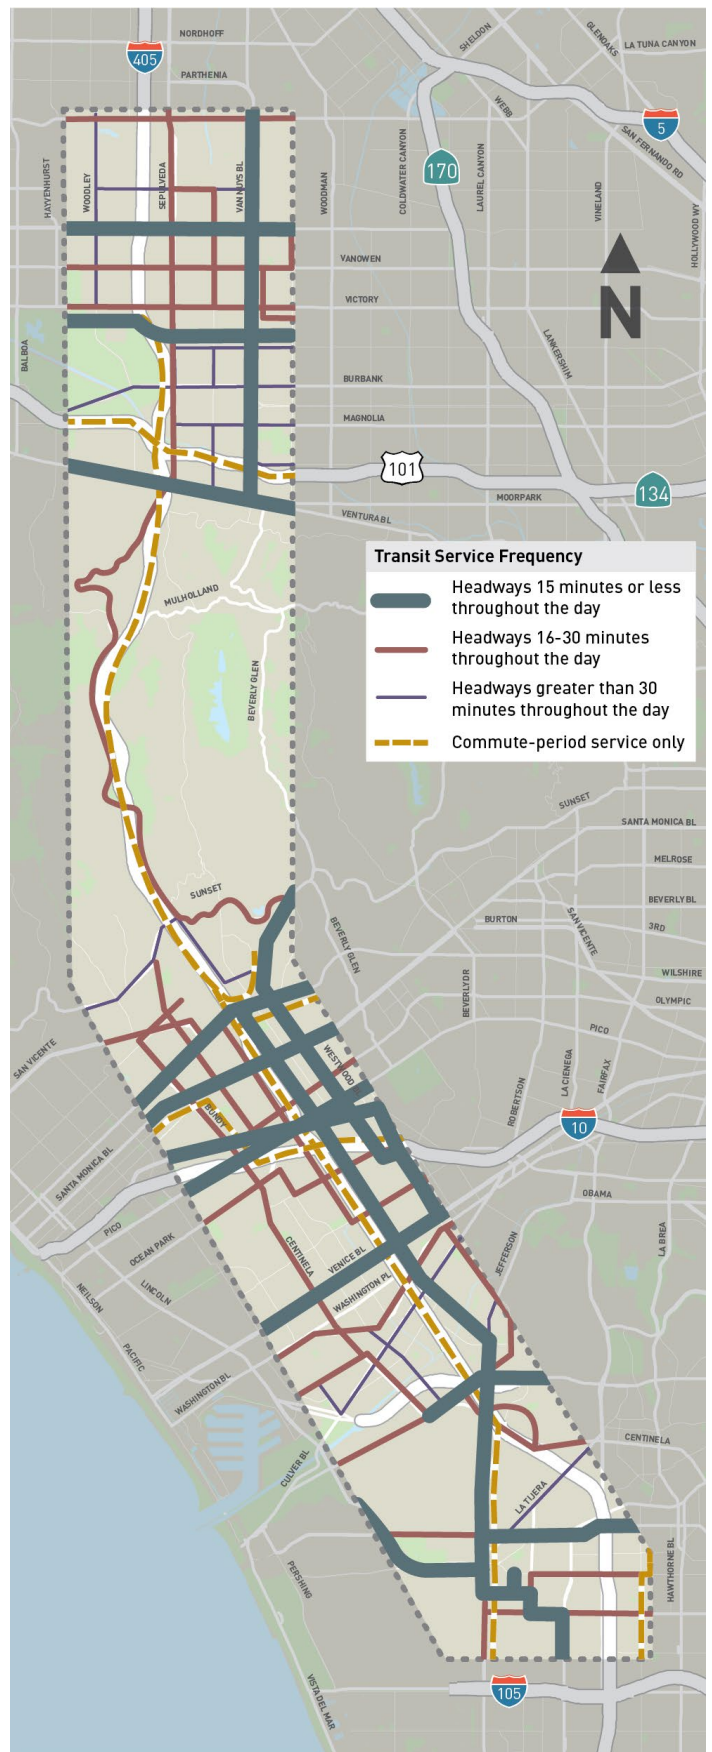 NORDHOFF
SHELDON
GLENOAKS
LA TUNA CANYON
405
PARTHENIA
WEBB
5
SAN FERNANDO RD
HAYVENHURST
WOODLEY
SEPULVEDA
VAN NUYS BL
WOODMAN
COLDWATER CANYON
170
LAUREL CANYON
VINELAND
HOLLYWOOD WY
VANOWEN
N
VICTORY
BALBOA
LANKERSHIM
BURBANK
MAGNOLIA
101
134
MOORPARK
VENTURA BL
Transit Service Frequency
Headways 15 minutes or less
throughout the day
Headways 16-30 minutes
throughout the day
Headways greater than 30
minutes throughout the day
Commute-period service only
MULHOLLAND
BEVERLY GLEN
SUNSET
SANTA MONICA BL
MELROSE
SUNSET
BEVERLY BL
BURTON
SAN VICENTE
3RD
BEVERLY GLEN
WILSHIRE
BEVERLY DR
OLYMPIC
PICO
SAN VICENTE
WESTWOOD
LA CIENEGA
FAIRFAX
ROBERTSON
BUNDY
10
SANTA MONICA BL
OBAMA
PICO
OCEAN PARK
LA BREA
CENTINELA
VENICE BL
JEFFERSON
LINCOLN
NEILSON
WASHINGTON PL
PACIFIC
WASHINGTON BL
CENTINELA
CULVER BL
LA TIJERA
PERSHING
HAWTHORNE BL
105
VISTA DEL MAR